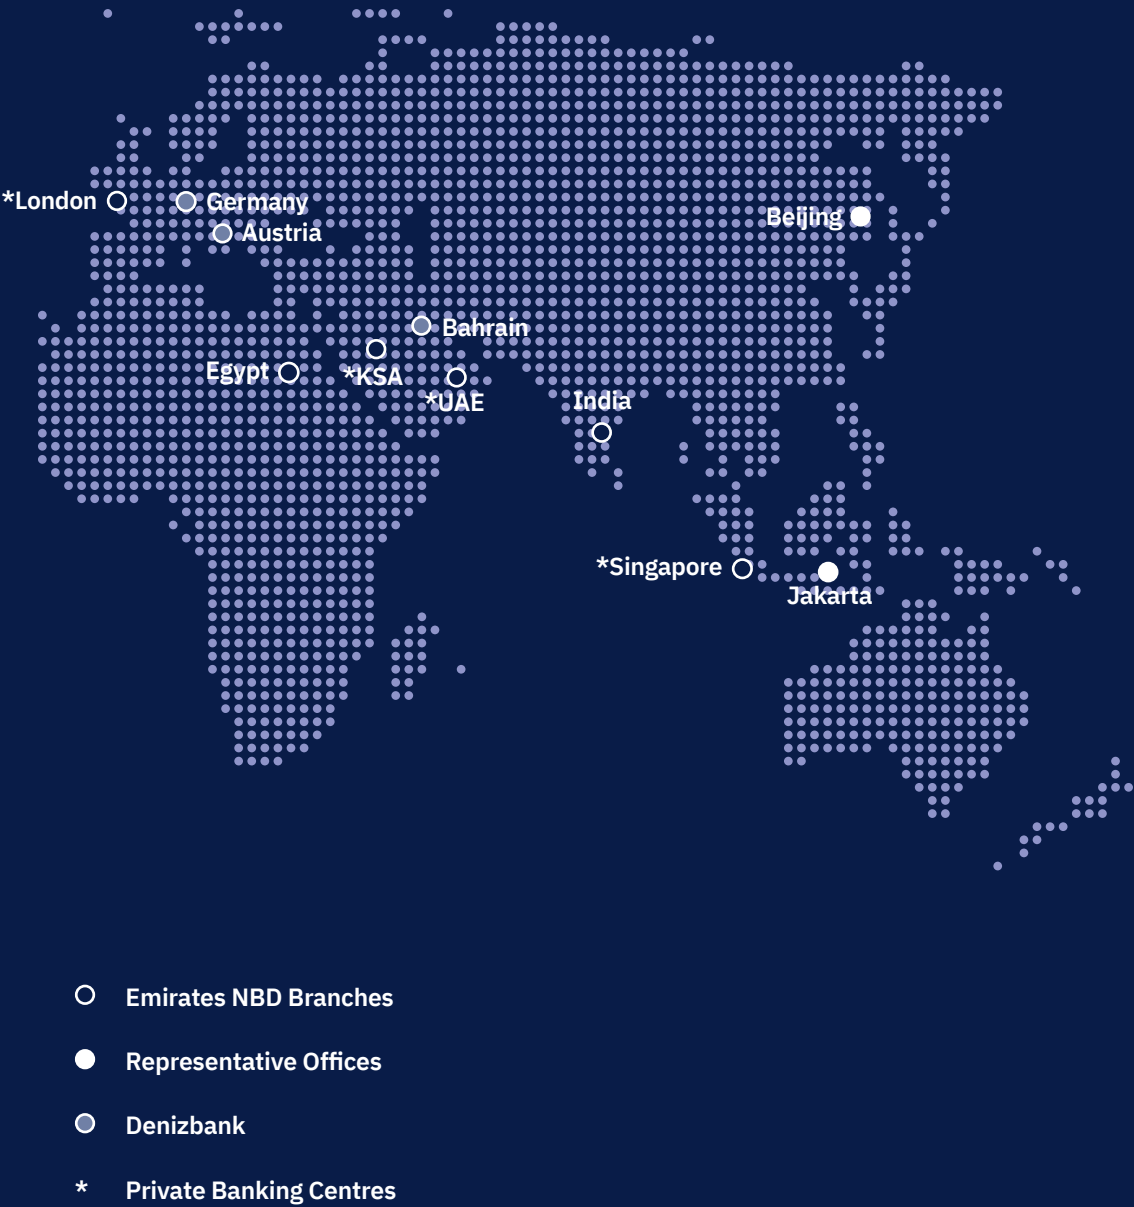 *London
Germany
Austria
Beijing
Bahrain
Egypt
*KSA
*UAE
India
*Singapore
Jakarta
Emirates NBD Branches
Representative Offices
Denizbank
* Private Banking Centres